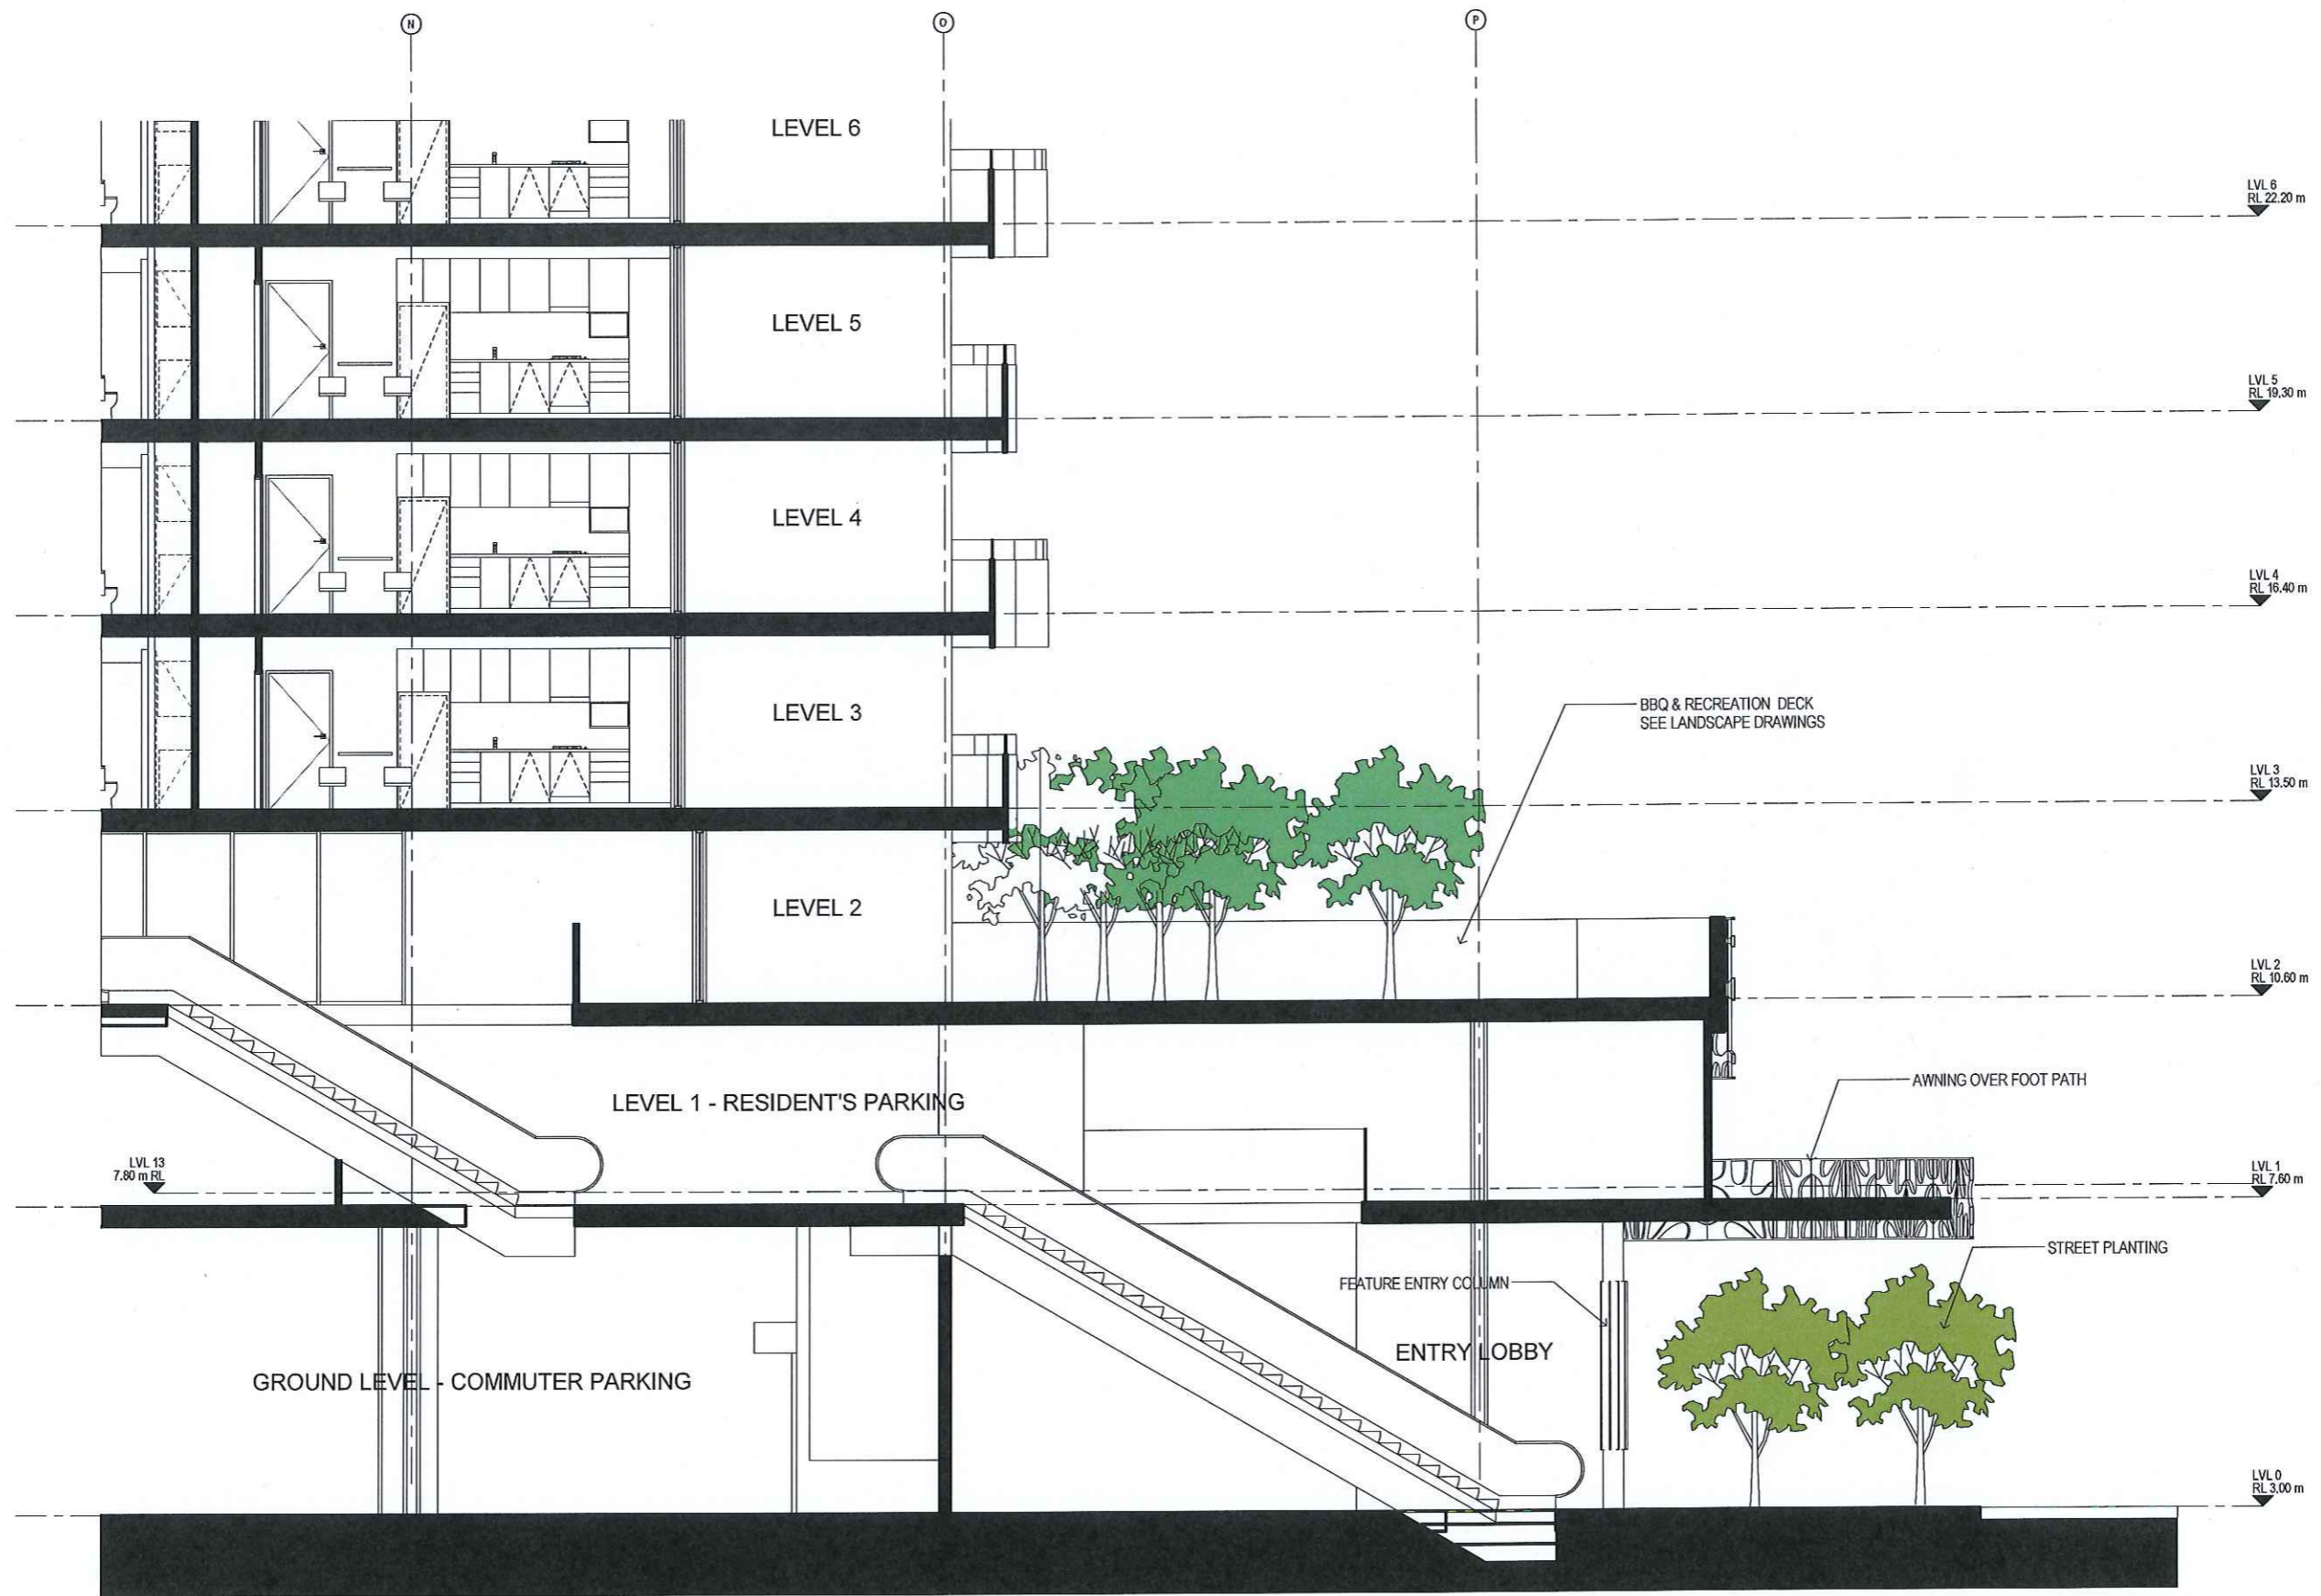 N
O
P
LEVEL 6
LVL 6
RL 22.20 m
LEVEL 5
LVL 5
RL 19.30 m
LEVEL 4
LVL 4
RL 16.40 m
LEVEL 3
BBQ & RECREATION DECK
SEE LANDSCAPE DRAWINGS
LVL 3
RL 13.50 m
LEVEL 2
LVL 2
RL 10.60 m
LEVEL 1 - RESIDENT'S PARKING
AWNING OVER FOOT PATH
LVL 13
7.80 m RL
LVL 1
RL 7.60 m
STREET PLANTING
FEATURE ENTRY COLUMN
ENTRY LOBBY
GROUND LEVEL - COMMUTER PARKING
LVL 0
RL 3.00 m